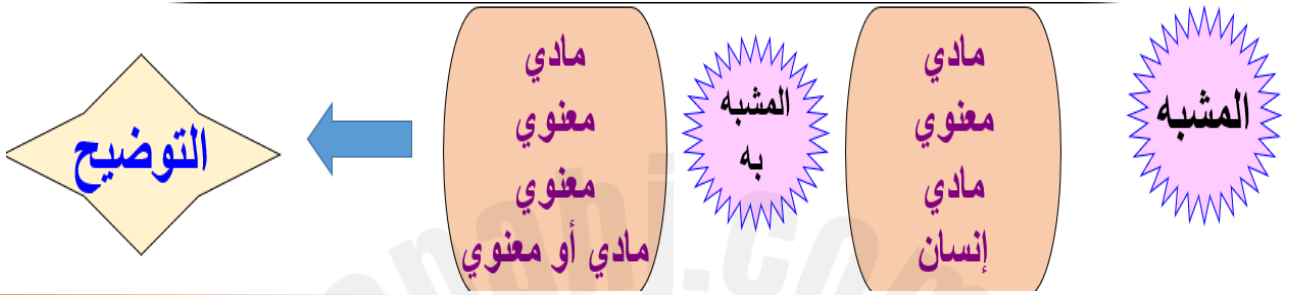 المشبه
مادي
معنوي
مادي
إنسان
المشبه
به
مادي
معنوي
معنوي
مادي أو معنوي
التوضيح